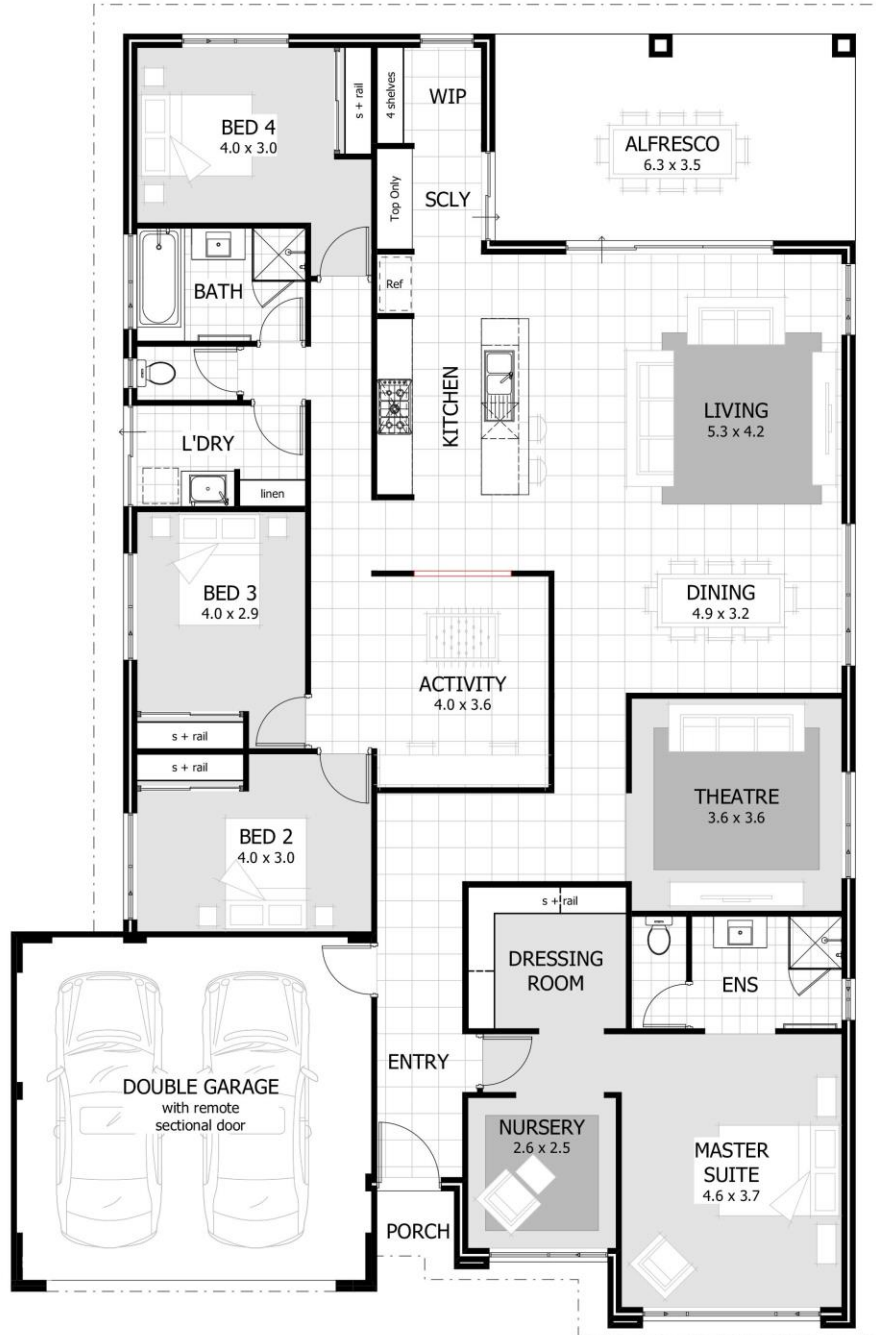 BED 4
4.0 x 3.0
s + rail
4 shelves
WIP
ALFRESCO
6.3 x 3.5
Top Only
SCLY
BATH
Ref
KITCHEN
LIVING
5.3 x 4.2
L'DRY
linen
BED 3
4.0 x 2.9
DINING
4.9 x 3.2
ACTIVITY
4.0 x 3.6
s + rail
s + rail
THEATRE
3.6 x 3.6
BED 2
4.0 x 3.0
s + rail
DRESSING
ROOM
ENS
ENTRY
DOUBLE GARAGE
with remote
sectional door
NURSERY
2.6 x 2.5
MASTER
SUITE
4.6 x 3.7
PORCH